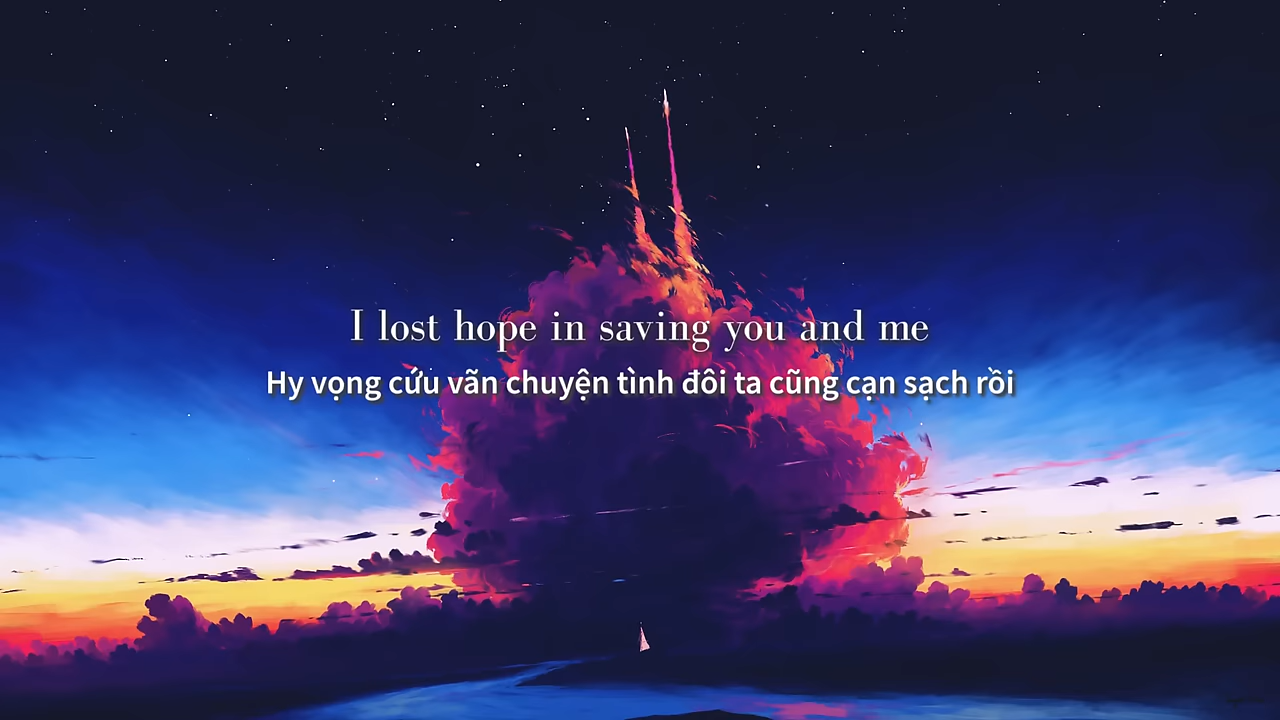 I lost hope in saving you and me
Hy vọng cứu vãn chuyện tình đôi ta cũng cạn sạch rồi